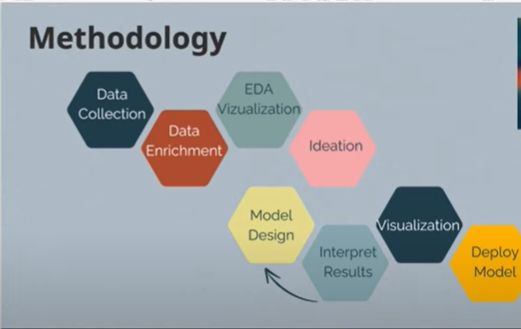 Methodology
Data
Collection
Data
Enrichment
EDA
Vizualization
Ideation
Model
Design
Interpret
Results
Visualization
Deploy
Model